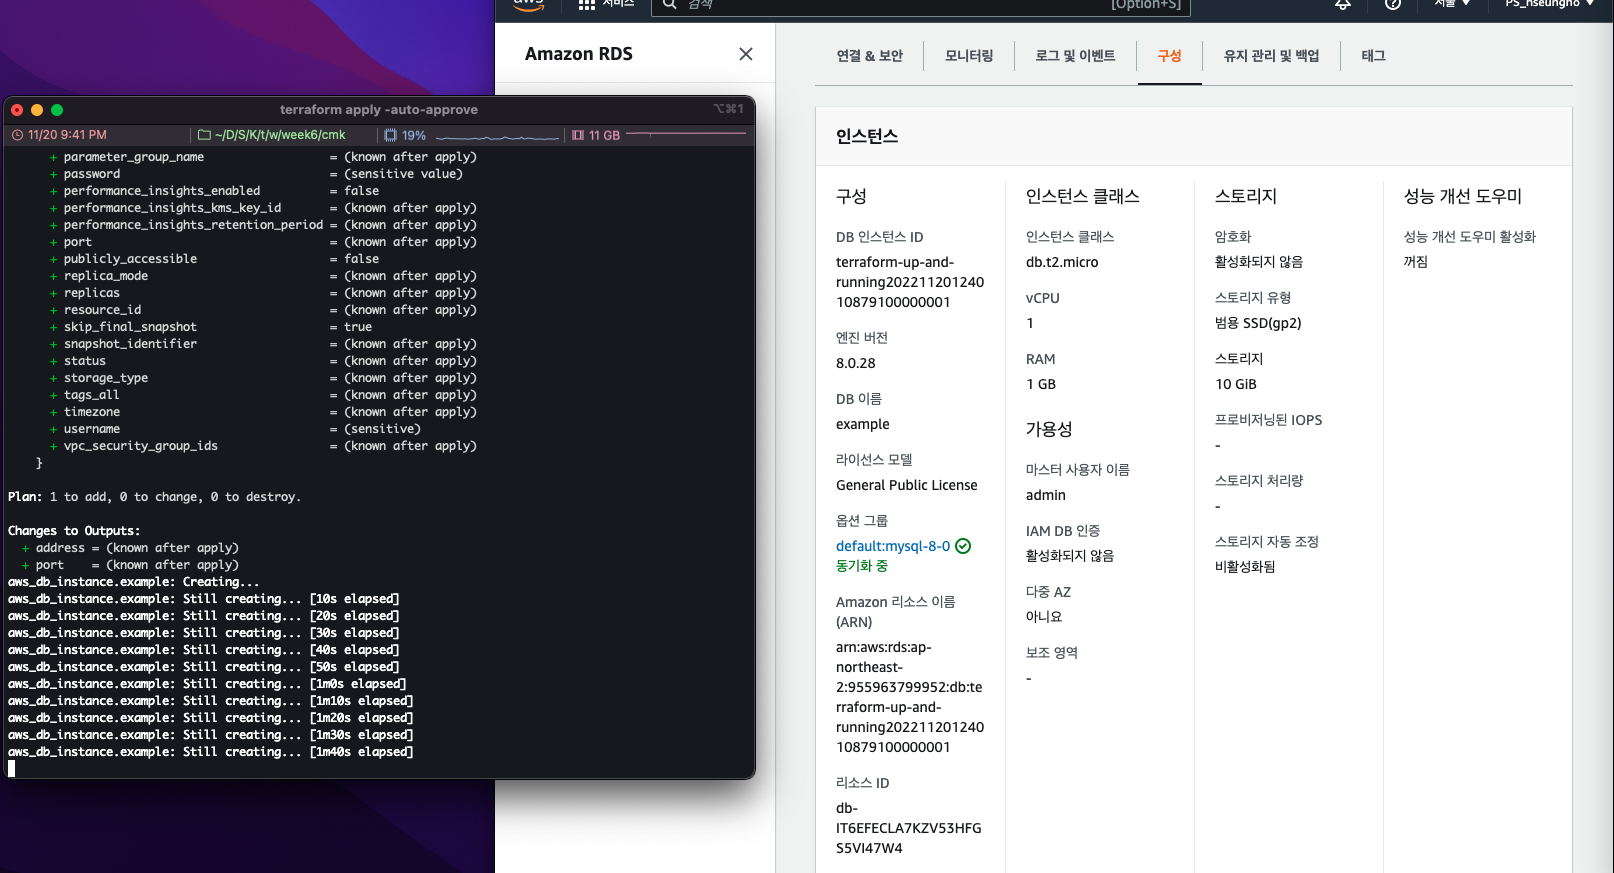 aws
서비스
검색
[Option+S]
서울 ▼
PS_hseungho ▼
Amazon RDS
연결 & 보안
모니터링
로그 및 이벤트
구성
유지 관리 및 백업
태그
terraform apply -auto-approve
⌥⌘1
11/20 9:41 PM
~/D/S/K/t/w/week6/cmk
19%
11 GB
+ parameter_group_name = (known after apply)
+ password = (sensitive value)
+ performance_insights_enabled = false
+ performance_insights_kms_key_id = (known after apply)
+ performance_insights_retention_period = (known after apply)
+ port = (known after apply)
+ publicly_accessible = false
+ replica_mode = (known after apply)
+ replicas = (known after apply)
+ resource_id = (known after apply)
+ skip_final_snapshot = true
+ snapshot_identifier = (known after apply)
+ status = (known after apply)
+ storage_type = (known after apply)
+ tags_all = (known after apply)
+ timezone = (known after apply)
+ username = (sensitive)
+ vpc_security_group_ids = (known after apply)
}
Plan: 1 to add, 0 to change, 0 to destroy.
Changes to Outputs:
+ address = (known after apply)
+ port = (known after apply)
aws_db_instance.example: Creating...
aws_db_instance.example: Still creating... [10s elapsed]
aws_db_instance.example: Still creating... [20s elapsed]
aws_db_instance.example: Still creating... [30s elapsed]
aws_db_instance.example: Still creating... [40s elapsed]
aws_db_instance.example: Still creating... [50s elapsed]
aws_db_instance.example: Still creating... [1m0s elapsed]
aws_db_instance.example: Still creating... [1m10s elapsed]
aws_db_instance.example: Still creating... [1m20s elapsed]
aws_db_instance.example: Still creating... [1m30s elapsed]
aws_db_instance.example: Still creating... [1m40s elapsed]
인스턴스
구성
DB 인스턴스 ID
terraform-up-and-
running202211201240
10879100000001
엔진 버전
8.0.28
DB 이름
example
라이선스 모델
General Public License
옵션 그룹
default:mysql-8-0
동기화 중
Amazon 리소스 이름
(ARN)
arn:aws:rds:ap-
northeast-
2:955963799952:db:te
rraform-up-and-
running202211201240
10879100000001
리소스 ID
db-
IT6EFECLA7KZV53HFG
S5VI47W4
인스턴스 클래스
인스턴스 클래스
db.t2.micro
vCPU
1
RAM
1 GB
가용성
마스터 사용자 이름
admin
IAM DB 인증
활성화되지 않음
다중 AZ
아니요
보조 영역
-
스토리지
암호화
활성화되지 않음
스토리지 유형
범용 SSD(gp2)
스토리지
10 GiB
프로비저닝된 IOPS
-
스토리지 처리량
-
스토리지 자동 조정
비활성화됨
성능 개선 도우미
성능 개선 도우미 활성화
꺼짐